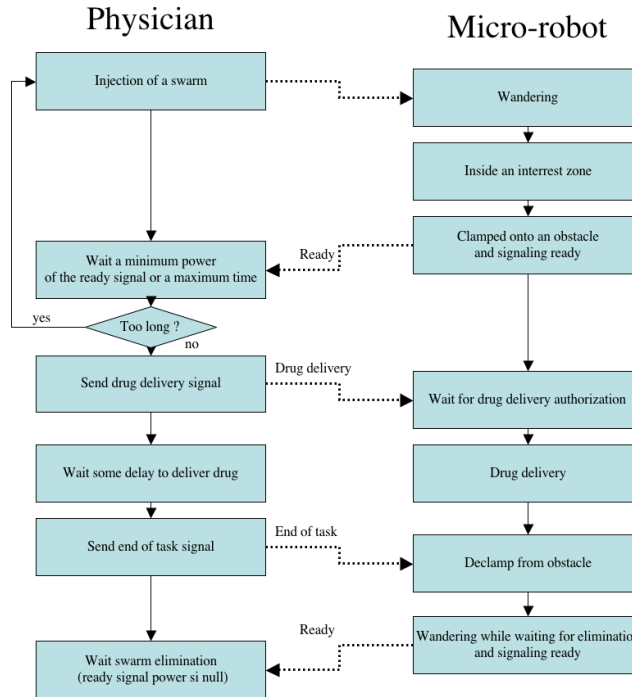 Physician
Micro-robot
Injection of a swarm
Wandering
Inside an interrest zone
Clamped onto an obstacle
and signaling ready
Ready
Wait a minimum power
of the ready signal or a maximum time
yes
Too long ?
no
Drug delivery
Send drug delivery signal
Wait for drug delivery authorization
Wait some delay to deliver drug
Drug delivery
End of task
Send end of task signal
Declamp from obstacle
Ready
Wandering while waiting for elimination
and signaling ready
Wait swarm elimination
(ready signal power si null)